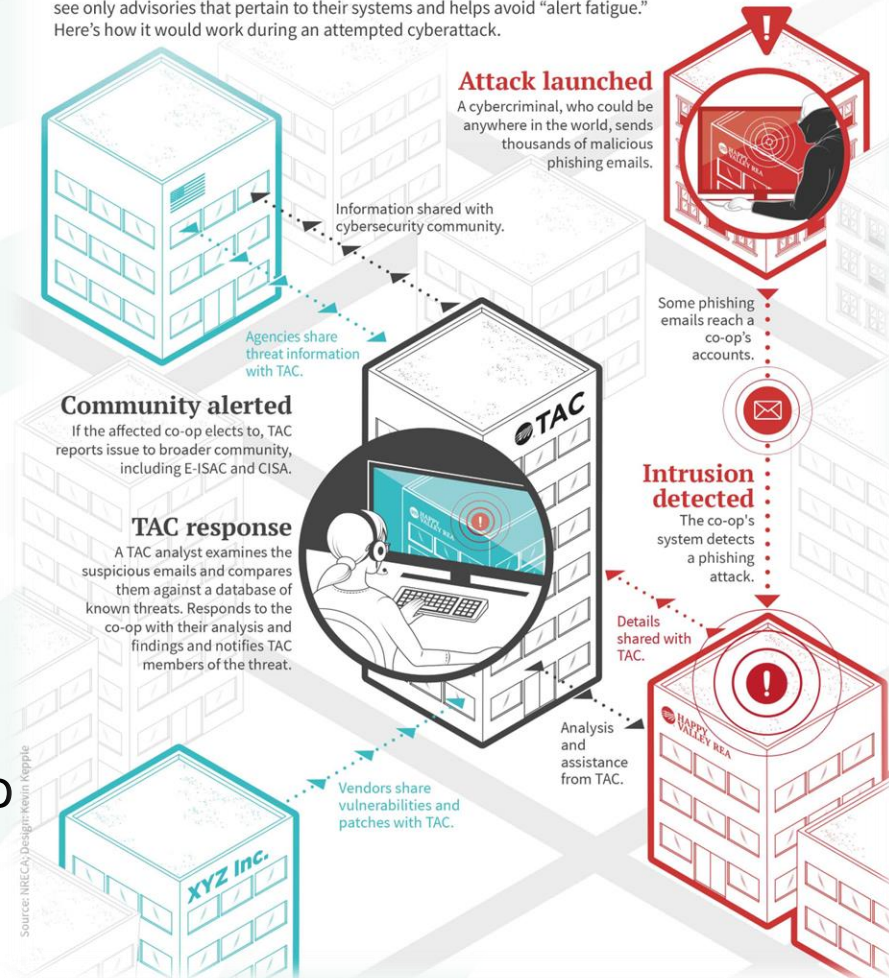 see only advisories that pertain to their systems and helps avoid “alert fatigue.”
Here’s how it would work during an attempted cyberattack.
Attack launched
A cybercriminal, who could be
anywhere in the world, sends
thousands of malicious
phishing emails.
HAPPY
VALLEY REA
Information shared with
cybersecurity community.
Agencies share
threat information
with TAC.
Some phishing
emails reach a
co-op’s
accounts.
Community alerted
If the affected co-op elects to, TAC
reports issue to broader community,
including E-ISAC and CISA.
TAC
TAC response
A TAC analyst examines the
suspicious emails and compares
them against a database of
known threats. Responds to the
co-op with their analysis and
findings and notifies TAC
members of the threat.
HAPPY
VALLEY REA
Intrusion
detected
The co-op's
system detects
a phishing
attack.
Details
shared with
TAC.
HAPPY
VALLEY REA
Analysis
and
assistance
from TAC.
Vendors share
vulnerabilities and
patches with TAC.
XYZ Inc.
Source: NRECA; Design: Kevin Kepple